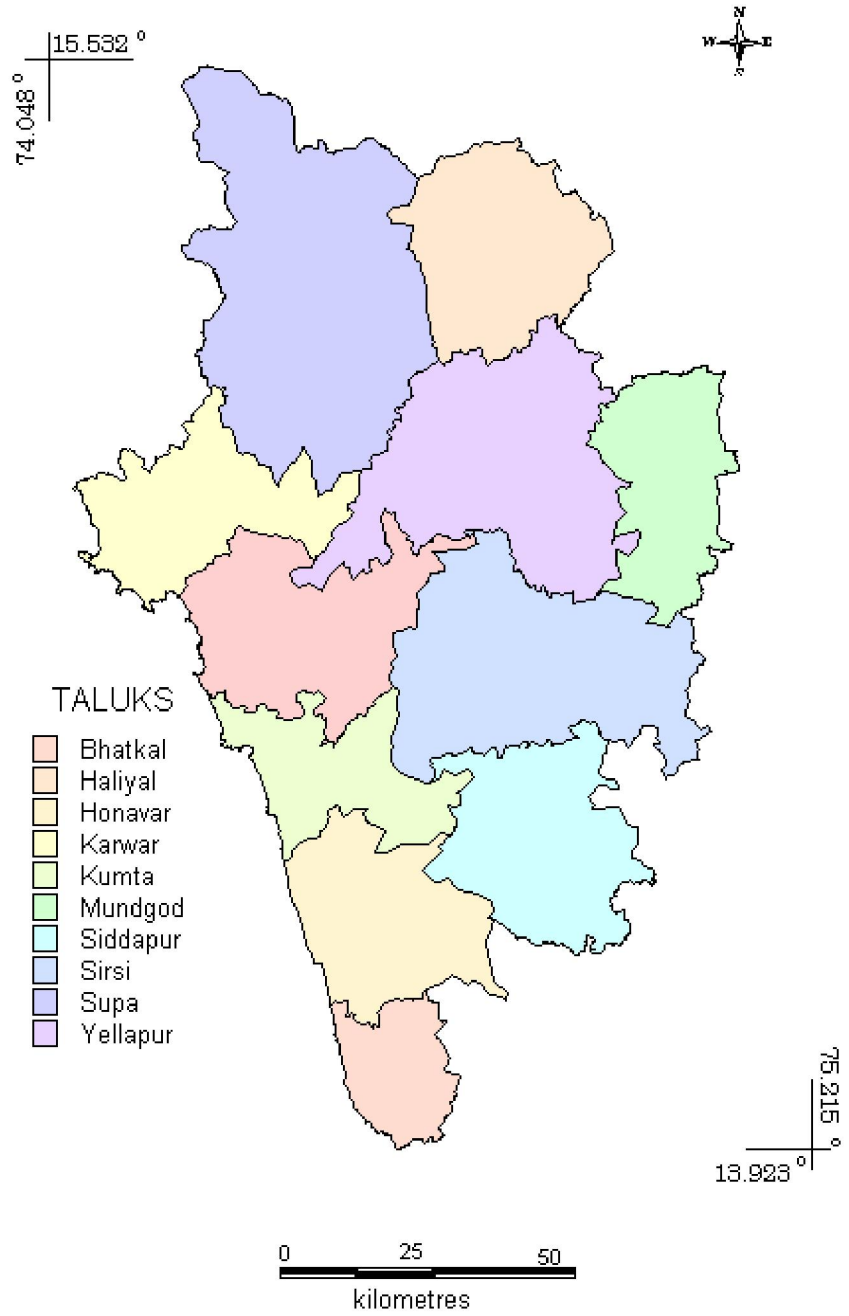 N
15.532 °
W E
74.048°
TALUKS
Bhatkal
Haliyal
Honavar
Karwar
Kumta
Mundgod
Siddapur
Sirsi
Supa
Yellapur
75.215 °
13.923 °
0 25 50
kilometres